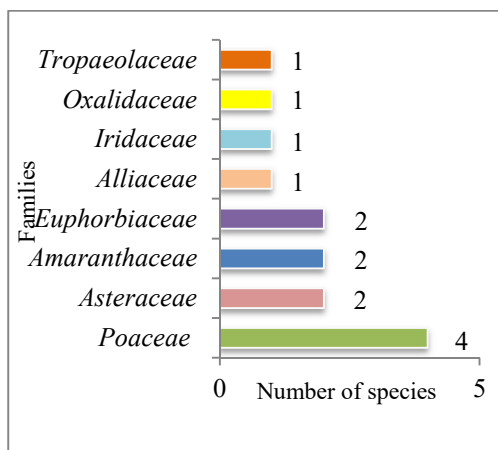 Families
Tropaeolaceae 1
Oxalidaceae 1
Iridaceae 1
Alliaceae 1
Euphorbiaceae 2
Amaranthaceae 2
Asteraceae 2
Poaceae 4
0 5
Number of species